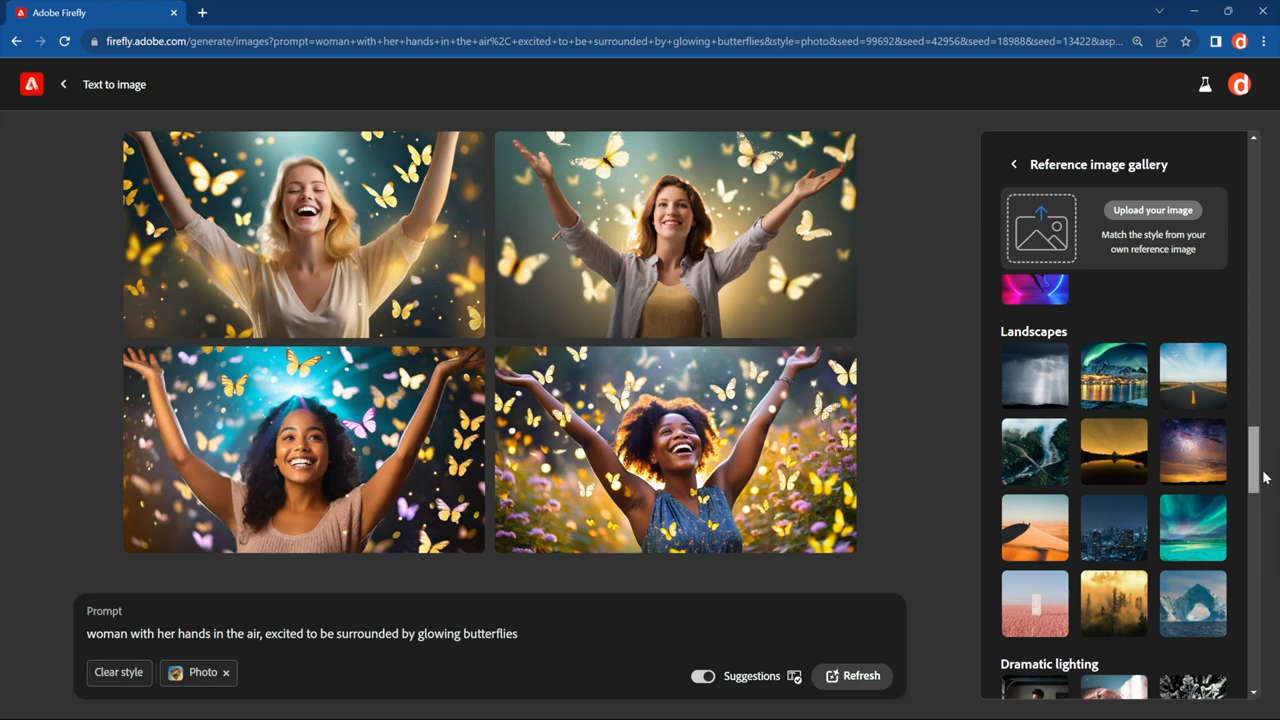 Adobe Firefly
firefly.adobe.com/generate/images?prompt=woman+with+her+hands+in+the+air%2C+excited+to+be+surrounded+by+glowing+butterflies&style=photo&seed=99692&seed=42956&seed=18988&seed=13422&asp...
d
Text to image
d
Reference image gallery
Upload your image
Match the style from your
own reference image
Landscapes
Dramatic lighting
Prompt
woman with her hands in the air, excited to be surrounded by glowing butterflies
Clear style
Photo
Suggestions
Refresh